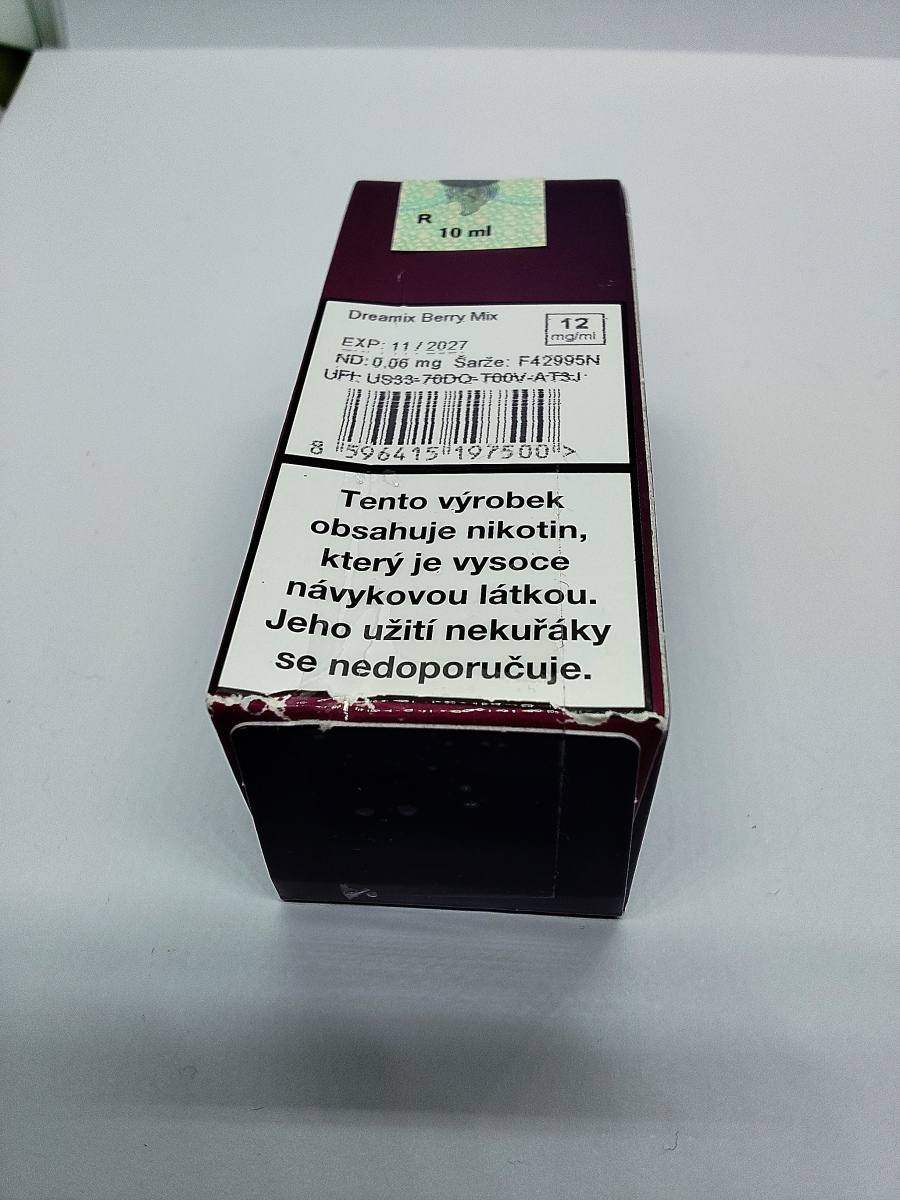 R
10 ml
Dreamix Berry Mix
12
mg/ml
EXP: 11 / 2027
ND: 0,06 mg Šarže: F42995N
UFI: US33-70DQ-T00V-AT3J
8 596415 197500 >
Tento výrobek
obsahuje nikotin,
který je vysoce
návykovou látkou.
Jeho užití nekuřáky
se nedoporučuje.